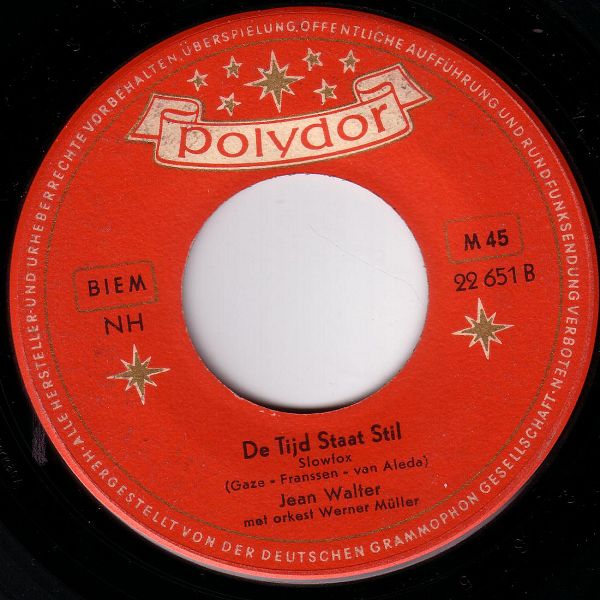 polydor
BIEM
NH
M 45
22 651 B
De Tijd Staat Stil
Slowfox
(Gaze - Franssen - van Aleda)
Jean Walter
met orkest Werner Müller
·ALLE HERSTELLER-UND URHEBERRECHTE VORBEHALTEN, ÜBERSPIELUNG, ÖFFENTLICHE AUFFÜHRUNG UND RUNDFUNKSENDUNG VERBOTEN·
·HERGESTELLT VON DER DEUTSCHEN GRAMMOPHON GESELLSCHAFT·